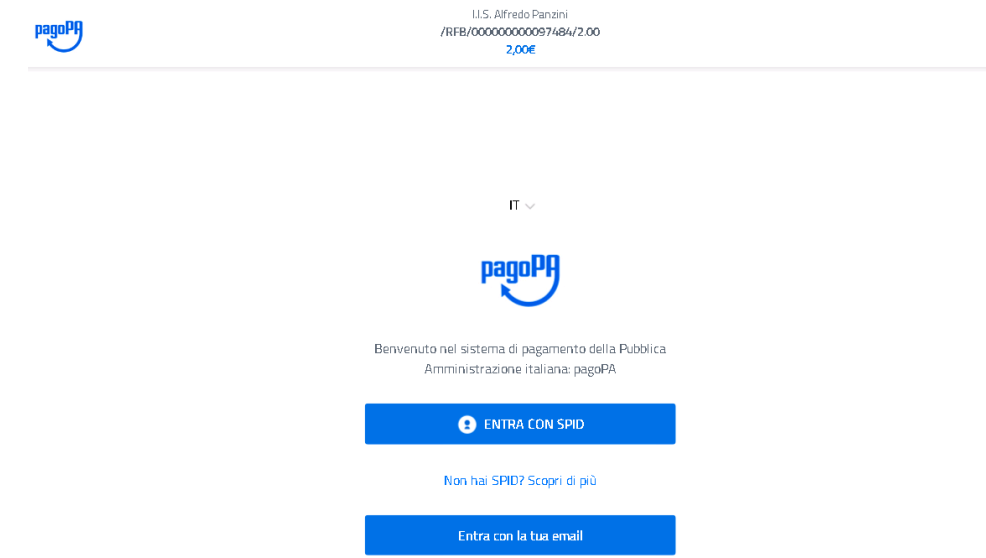 pagoPA
I.I.S. Alfredo Panzini
/RFB/000000000097484/2.00
2,00€
IT
pagoPA
Benvenuto nel sistema di pagamento della Pubblica
Amministrazione italiana: pagoPA
ENTRA CON SPID
Non hai SPID? Scopri di più
Entra con la tua email